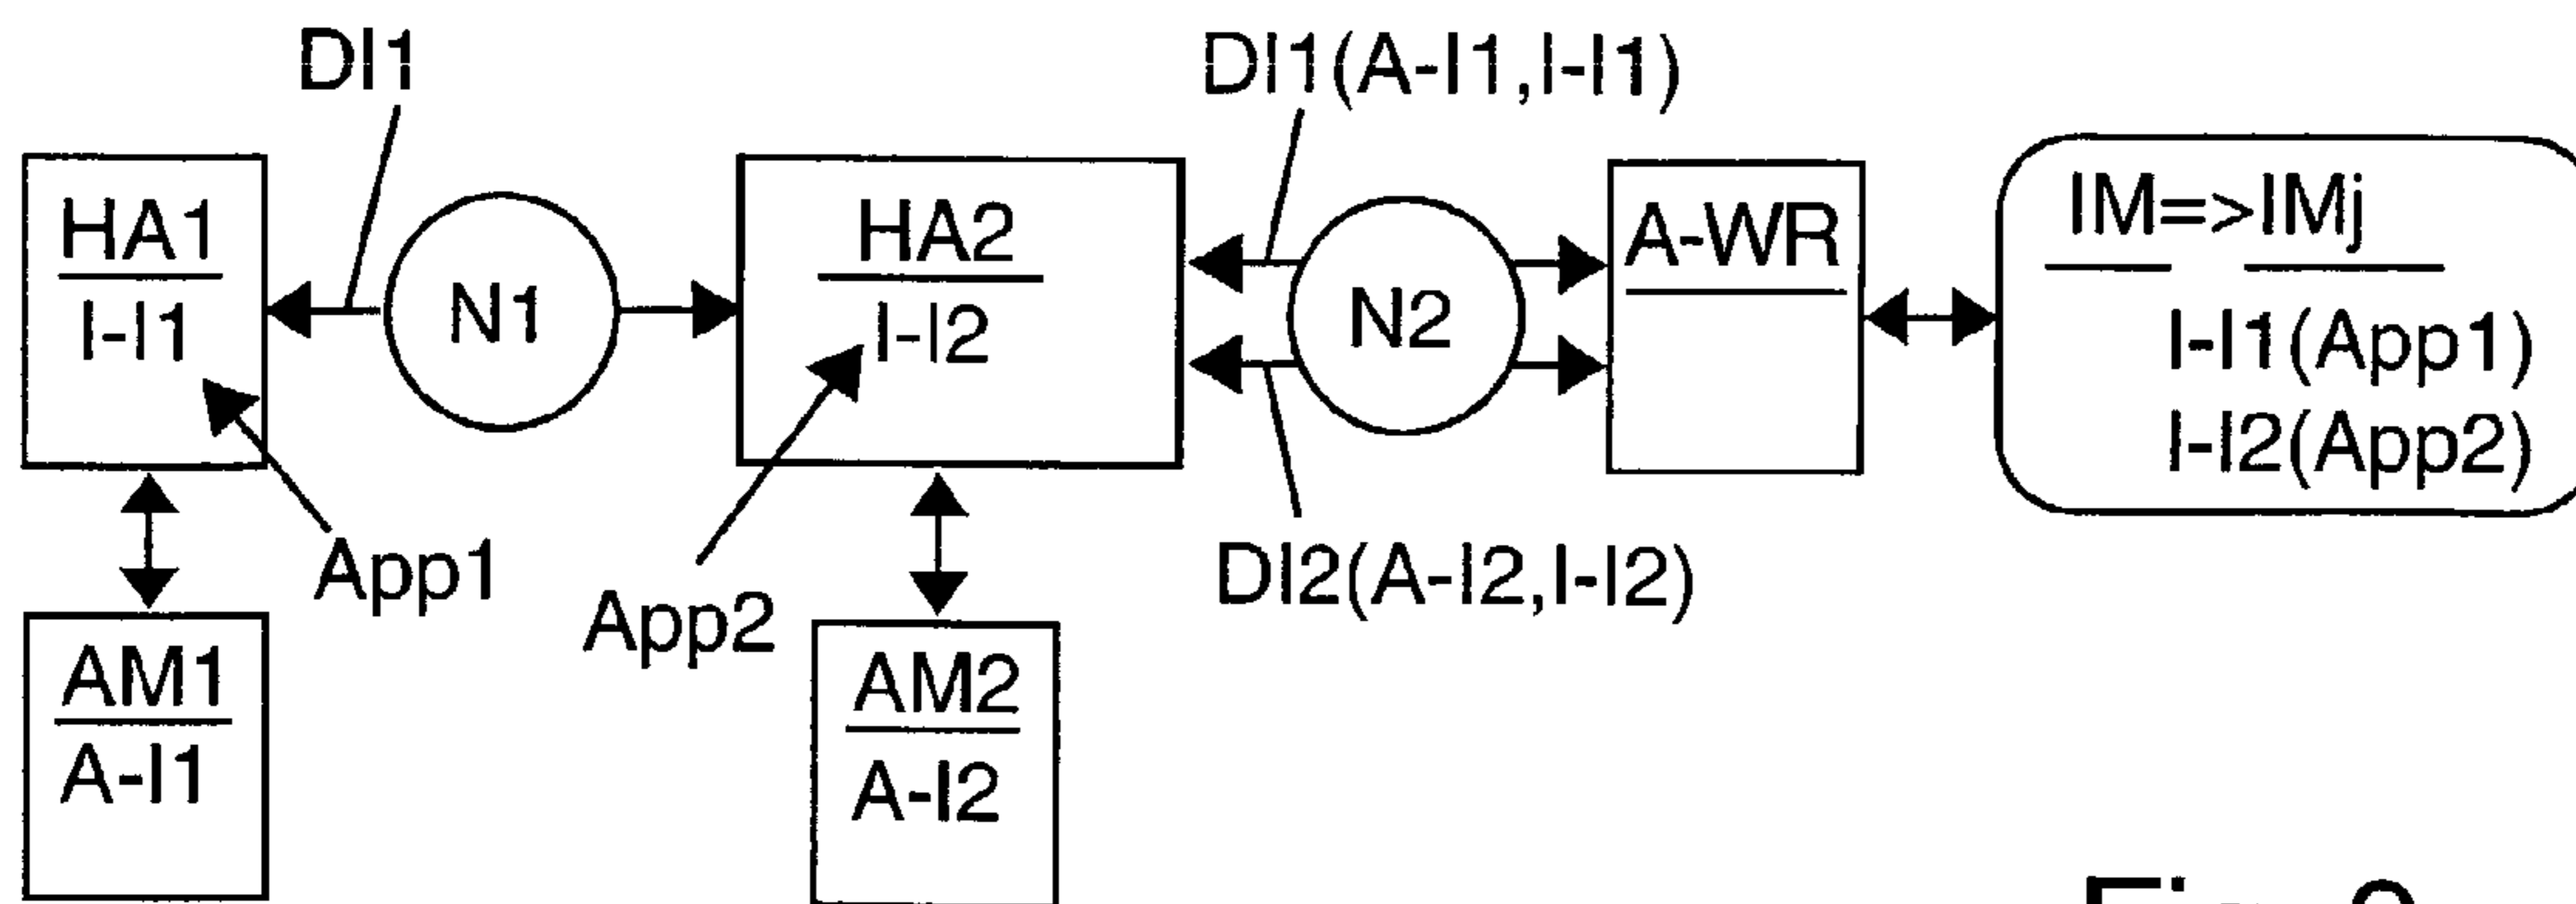 DI1
DI1(A-I1,I-I1)
HA1
I-I1
N1
HA2
I-I2
N2
A-WR
IM=>IMj
I-I1(App1)
I-I2(App2)
App1
App2
DI2(A-I2,I-I2)
AM1
A-I1
AM2
A-I2